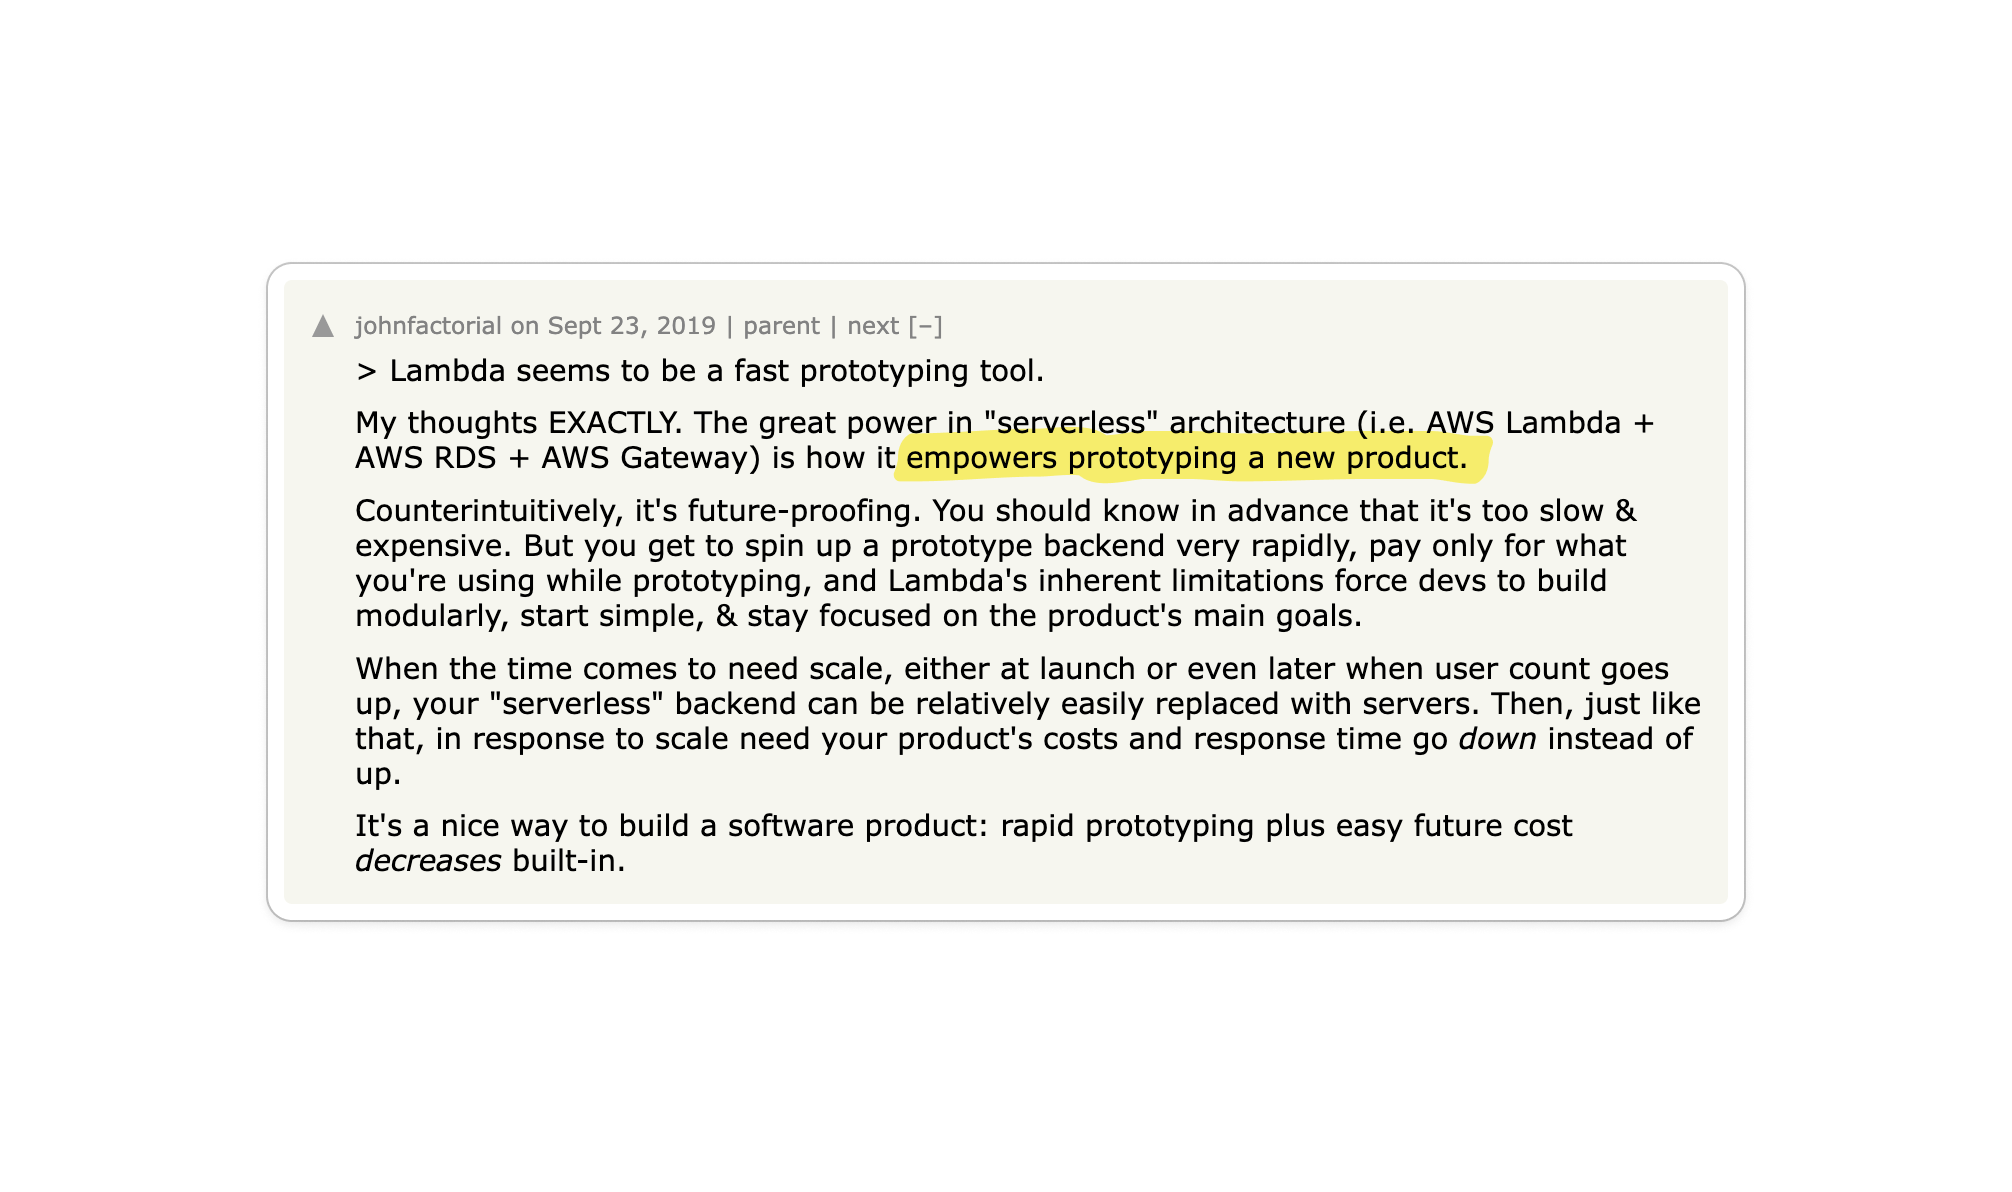 johnfactorial on Sept 23, 2019 | parent | next [–]
> Lambda seems to be a fast prototyping tool.
My thoughts EXACTLY. The great power in "serverless" architecture (i.e. AWS Lambda +
AWS RDS + AWS Gateway) is how it empowers prototyping a new product.
Counterintuitively, it's future-proofing. You should know in advance that it's too slow &
expensive. But you get to spin up a prototype backend very rapidly, pay only for what
you're using while prototyping, and Lambda's inherent limitations force devs to build
modularly, start simple, & stay focused on the product's main goals.
When the time comes to need scale, either at launch or even later when user count goes
up, your "serverless" backend can be relatively easily replaced with servers. Then, just like
that, in response to scale need your product's costs and response time go down instead of
up.
It's a nice way to build a software product: rapid prototyping plus easy future cost
decreases built-in.